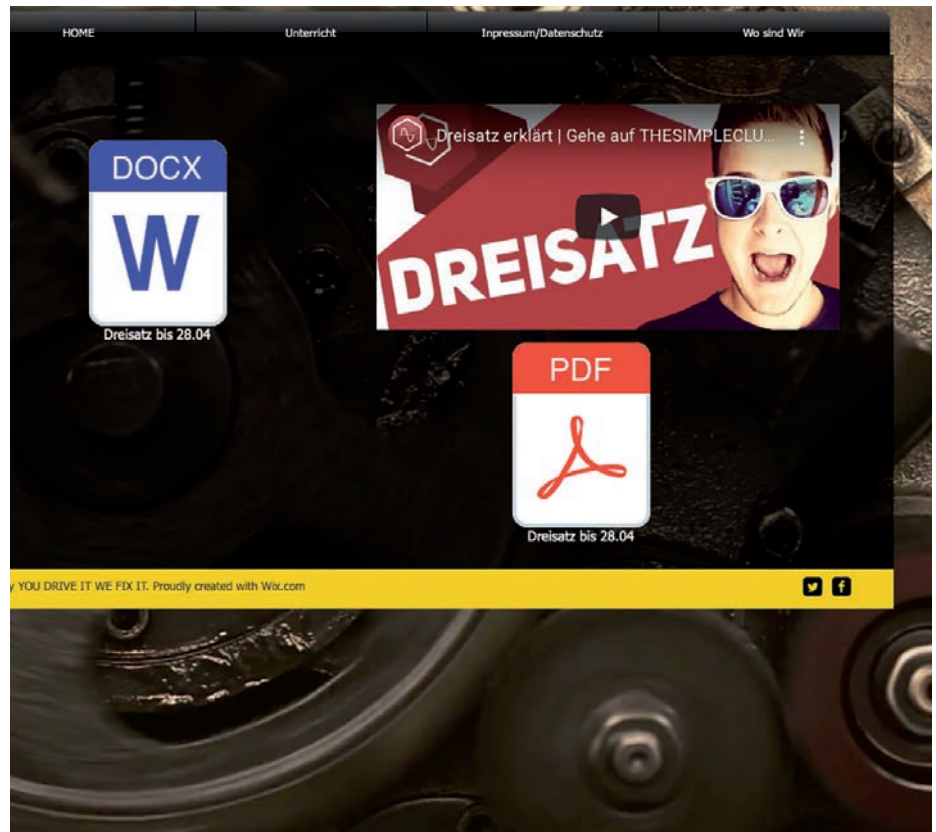 HOME Unterricht Inpressum/Datenschutz Wo sind Wir
Dreisatz erklärt | Gehe auf THESIMPLECLU...
DREISATZ
DOCX
W
Dreisatz bis 28.04
PDF
Dreisatz bis 28.04
y YOU DRIVE IT WE FIX IT. Proudly created with Wix.com